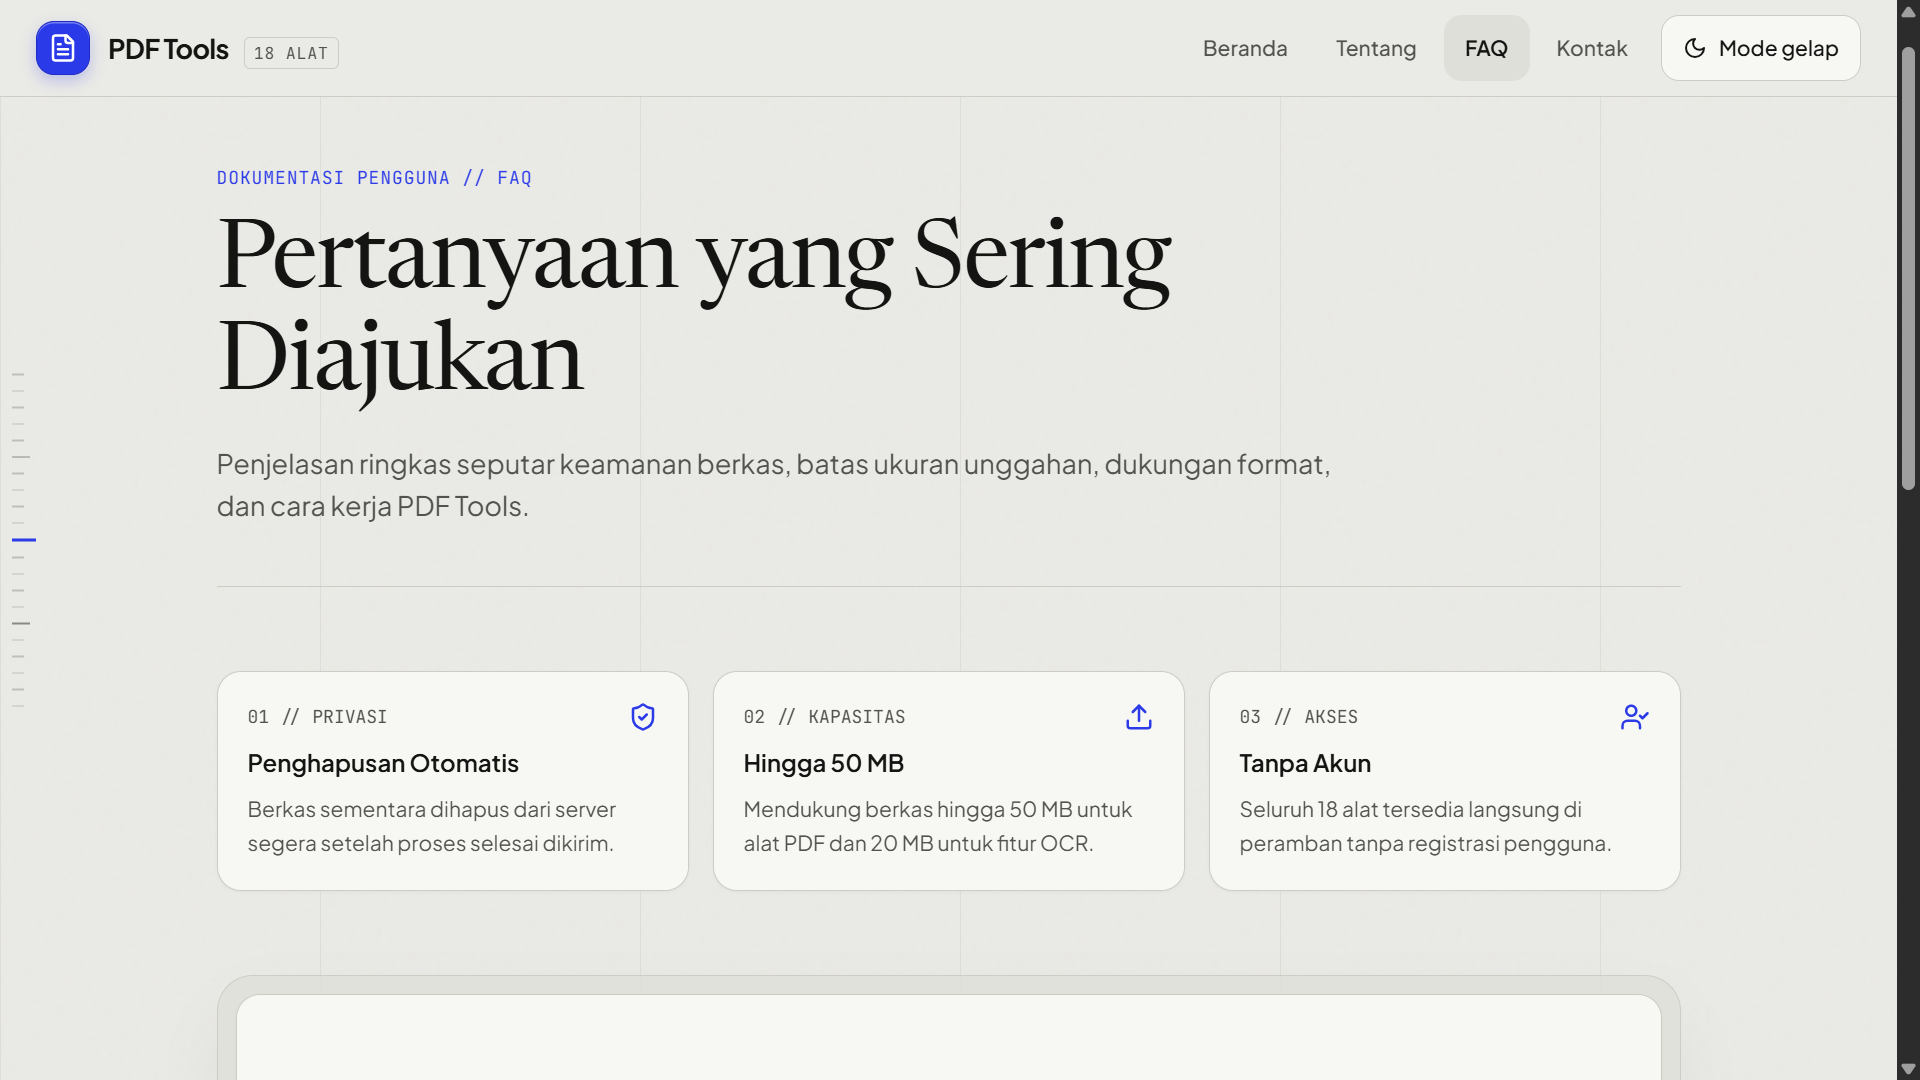 PDF Tools
18 ALAT
Beranda
Tentang
FAQ
Kontak
Mode gelap
DOKUMENTASI PENGGUNA // FAQ
Pertanyaan yang Sering
Diajukan
Penjelasan ringkas seputar keamanan berkas, batas ukuran unggahan, dukungan format,
dan cara kerja PDF Tools.
01 // PRIVASI
Penghapusan Otomatis
Berkas sementara dihapus dari server
segera setelah proses selesai dikirim.
02 // KAPASITAS
Hingga 50 MB
Mendukung berkas hingga 50 MB untuk
alat PDF dan 20 MB untuk fitur OCR.
03 // AKSES
Tanpa Akun
Seluruh 18 alat tersedia langsung di
peramban tanpa registrasi pengguna.